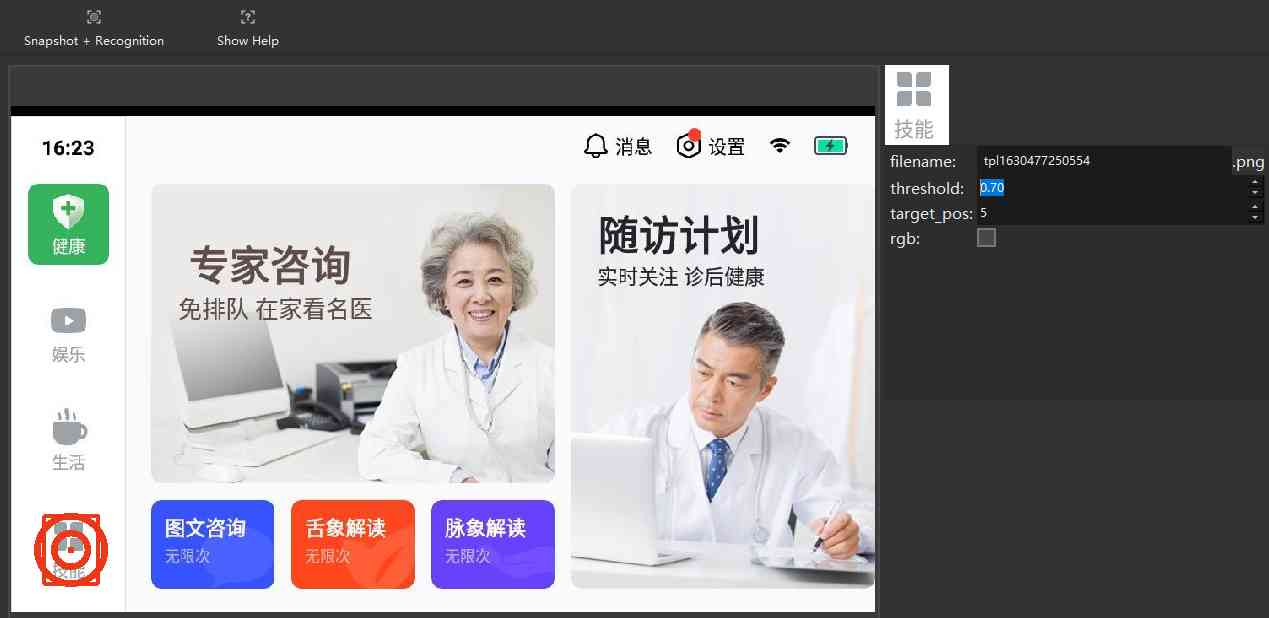 Snapshot + Recognition
Show Help
16:23
消息
设置
健康
娱乐
生活
技能
专家咨询
免排队 在家看名医
随访计划
实时关注 诊后健康
图文咨询
无限次
舌象解读
无限次
脉象解读
无限次
技能
filename: tpl1630477250554 .png
threshold: 0.70
target_pos: 5
rgb: